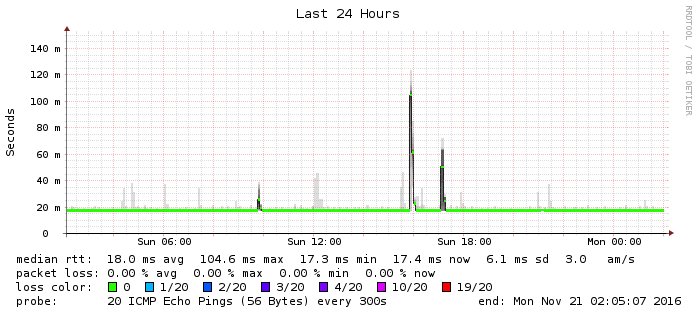 Last 24 Hours
RRDTOOL / TOBI OETIKER
Seconds
140 m
120 m
100 m
80 m
60 m
40 m
20 m
0
Sun 06:00 Sun 12:00 Sun 18:00 Mon 00:00
median rtt: 18.0 ms avg 104.6 ms max 17.3 ms min 17.4 ms now 6.1 ms sd 3.0 am/s
packet loss: 0.00 % avg 0.00 % max 0.00 % min 0.00 % now
loss color: 0 1/20 2/20 3/20 4/20 10/20 19/20
probe: 20 ICMP Echo Pings (56 Bytes) every 300s end: Mon Nov 21 02:05:07 2016